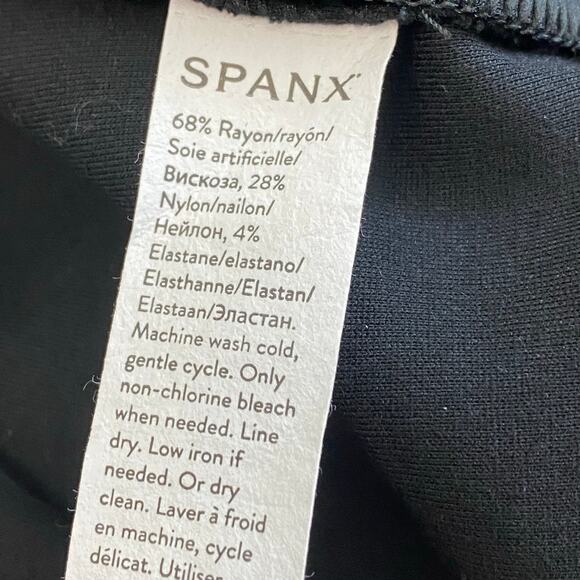 SPANX
68% Rayon/rayón/
Soie artificielle/
Вискоза, 28%
Nylon/nailon/
Нейлон, 4%
Elastane/elastano/
Elasthanne/Elastan/
Elastaan/Эластан.
Machine wash cold,
gentle cycle. Only
non-chlorine bleach
when needed. Line
dry. Low iron if
needed. Or dry
clean. Laver à froid
en machine, cycle
délicat. Utiliser